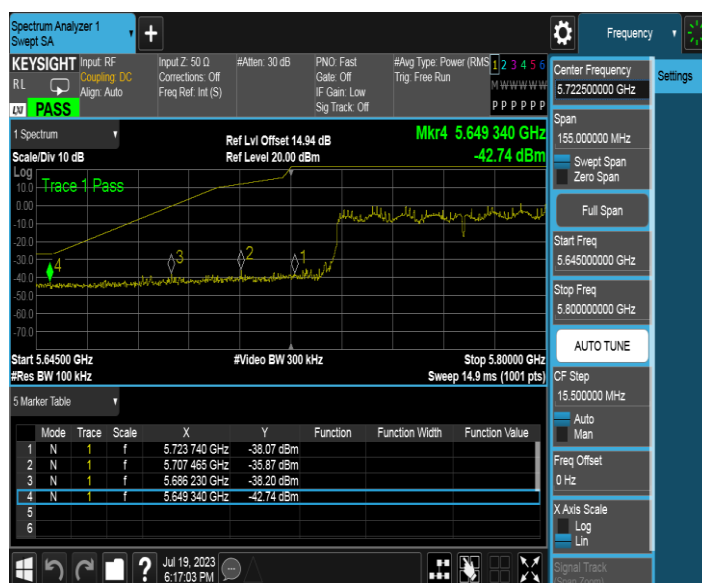 Spectrum Analyzer 1
Swept SA
+
Frequency
KEYSIGHT
RL
LXI
PASS
Input: RF
Coupling: DC
Align: Auto
Input Z: 50 Ω
Corrections: Off
Freq Ref: Int (S)
#Atten: 30 dB
PNO: Fast
Gate: Off
IF Gain: Low
Sig Track: Off
#Avg Type: Power (RMS
Trig: Free Run
1 2 3 4 5 6
M W W W W W
P P P P P P
1 Spectrum
Scale/Div 10 dB
Ref Lvl Offset 14.94 dB
Ref Level 20.00 dBm
Mkr4 5.649 340 GHz
-42.74 dBm
Log
Trace 1 Pass
10.0
0.00
-10.0
-20.0
-30.0
-40.0
-50.0
-60.0
-70.0
4
3
2
1
Start 5.64500 GHz
#Res BW 100 kHz
#Video BW 300 kHz
Stop 5.80000 GHz
Sweep 14.9 ms (1001 pts)
5 Marker Table
Mode Trace Scale X Y Function Function Width Function Value
1 N 1 f 5.723 740 GHz -38.07 dBm
2 N 1 f 5.707 465 GHz -35.87 dBm
3 N 1 f 5.686 230 GHz -38.20 dBm
4 N 1 f 5.649 340 GHz -42.74 dBm
5
6
Jul 19, 2023
6:17:03 PM
Center Frequency
5.722500000 GHz
Settings
Span
155.000000 MHz
Swept Span
Zero Span
Full Span
Start Freq
5.645000000 GHz
Stop Freq
5.800000000 GHz
AUTO TUNE
CF Step
15.500000 MHz
Auto
Man
Freq Offset
0 Hz
X Axis Scale
Log
Lin
Signal Track
(Span Zoom)